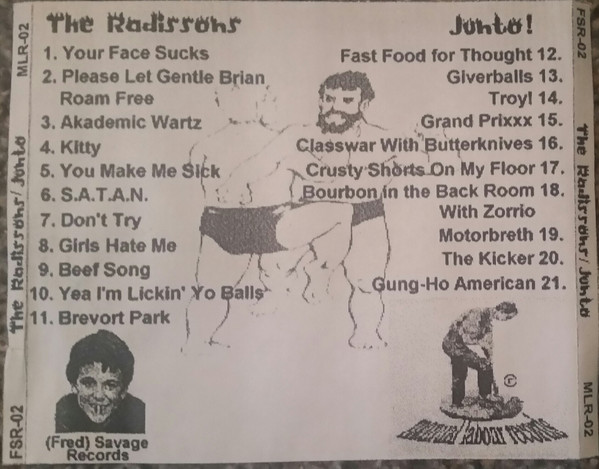 The Radissons
1. Your Face Sucks
2. Please Let Gentle Brian
Roam Free
3. Akademic Wartz
4. Kitty
5. You Make Me Sick
6. S.A.T.A.N.
7. Don't Try
8. Girls Hate Me
9. Beef Song
10. Yea I'm Lickin' Yo Balls
11. Brevort Park
(Fred) Savage
Records
Junto!
Fast Food for Thought 12.
Giverballs 13.
Troy! 14.
Grand Prixxx 15.
Classwar With Butterknives 16.
Crusty Shorts On My Floor 17.
Bourbon in the Back Room 18.
With Zorrio
Motorbreth 19.
The Kicker 20.
Gung-Ho American 21.
manual labour records
MLR-02
The Radissons/Junto
FSR-02
FSR-02
The Radissons/Junto
MLR-02